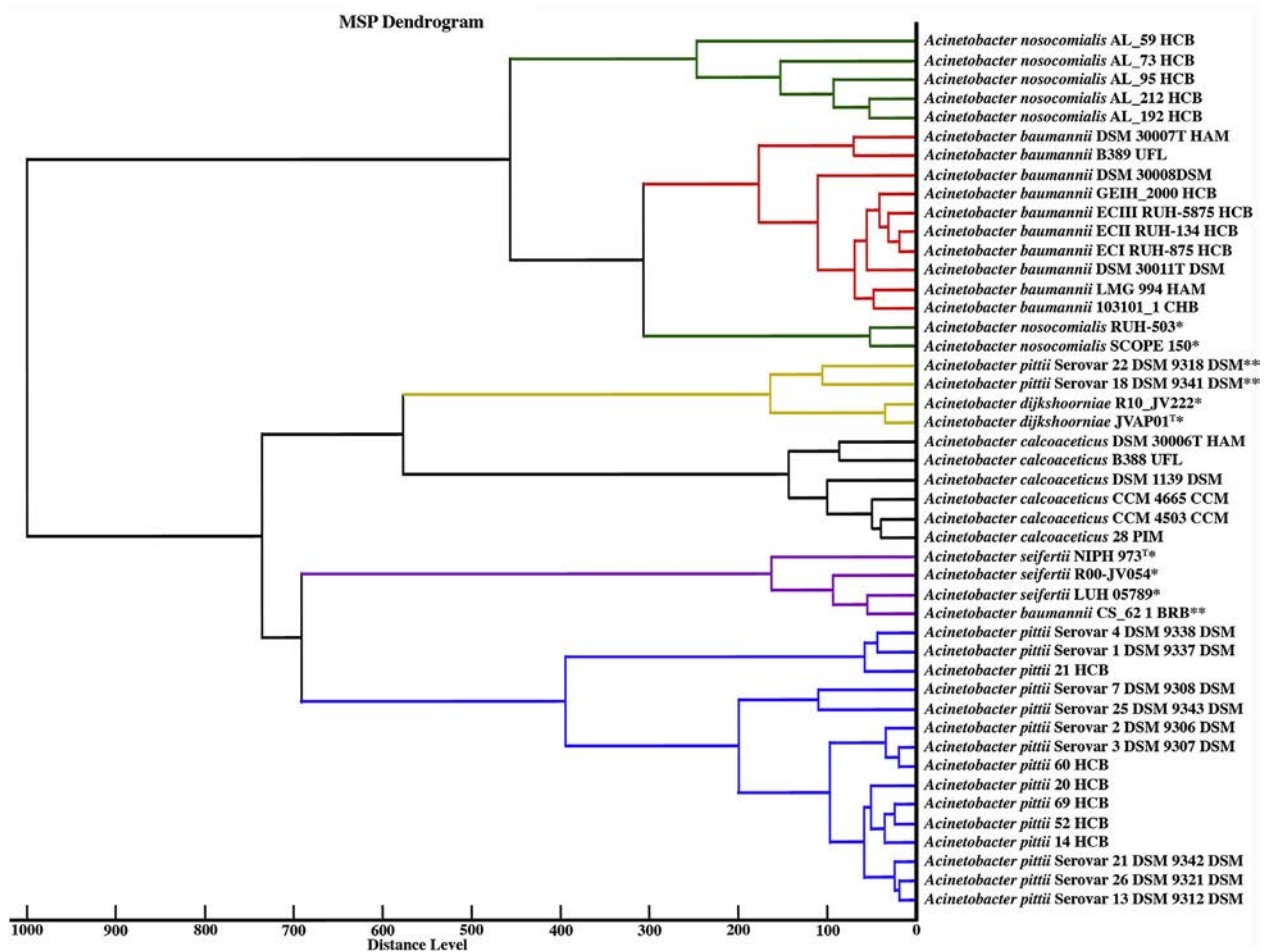 MSP Dendrogram
Acinetobacter nosocomialis AL_59 HCB
Acinetobacter nosocomialis AL_73 HCB
Acinetobacter nosocomialis AL_95 HCB
Acinetobacter nosocomialis AL_212 HCB
Acinetobacter nosocomialis AL_192 HCB
Acinetobacter baumannii DSM 30007T HAM
Acinetobacter baumannii B389 UFL
Acinetobacter baumannii DSM 30008DSM
Acinetobacter baumannii GEIH_2000 HCB
Acinetobacter baumannii ECIII RUH-5875 HCB
Acinetobacter baumannii ECII RUH-134 HCB
Acinetobacter baumannii ECI RUH-875 HCB
Acinetobacter baumannii DSM 30011T DSM
Acinetobacter baumannii LMG 994 HAM
Acinetobacter baumannii 103101_1 CHB
Acinetobacter nosocomialis RUH-503*
Acinetobacter nosocomialis SCOPE 150*
Acinetobacter pittii Serovar 22 DSM 9318 DSM**
Acinetobacter pittii Serovar 18 DSM 9341 DSM**
Acinetobacter dijkshoorniae R10_JV222*
Acinetobacter dijkshoorniae JVAP01ᵀ*
Acinetobacter calcoaceticus DSM 30006T HAM
Acinetobacter calcoaceticus B388 UFL
Acinetobacter calcoaceticus DSM 1139 DSM
Acinetobacter calcoaceticus CCM 4665 CCM
Acinetobacter calcoaceticus CCM 4503 CCM
Acinetobacter calcoaceticus 28 PIM
Acinetobacter seifertii NIPH 973ᵀ*
Acinetobacter seifertii R00-JV054*
Acinetobacter seifertii LUH 05789*
Acinetobacter baumannii CS_62 1 BRB**
Acinetobacter pittii Serovar 4 DSM 9338 DSM
Acinetobacter pittii Serovar 1 DSM 9337 DSM
Acinetobacter pittii 21 HCB
Acinetobacter pittii Serovar 7 DSM 9308 DSM
Acinetobacter pittii Serovar 25 DSM 9343 DSM
Acinetobacter pittii Serovar 2 DSM 9306 DSM
Acinetobacter pittii Serovar 3 DSM 9307 DSM
Acinetobacter pittii 60 HCB
Acinetobacter pittii 20 HCB
Acinetobacter pittii 69 HCB
Acinetobacter pittii 52 HCB
Acinetobacter pittii 14 HCB
Acinetobacter pittii Serovar 21 DSM 9342 DSM
Acinetobacter pittii Serovar 26 DSM 9321 DSM
Acinetobacter pittii Serovar 13 DSM 9312 DSM
1000 900 800 700 600 500 400 300 200 100 0
Distance Level